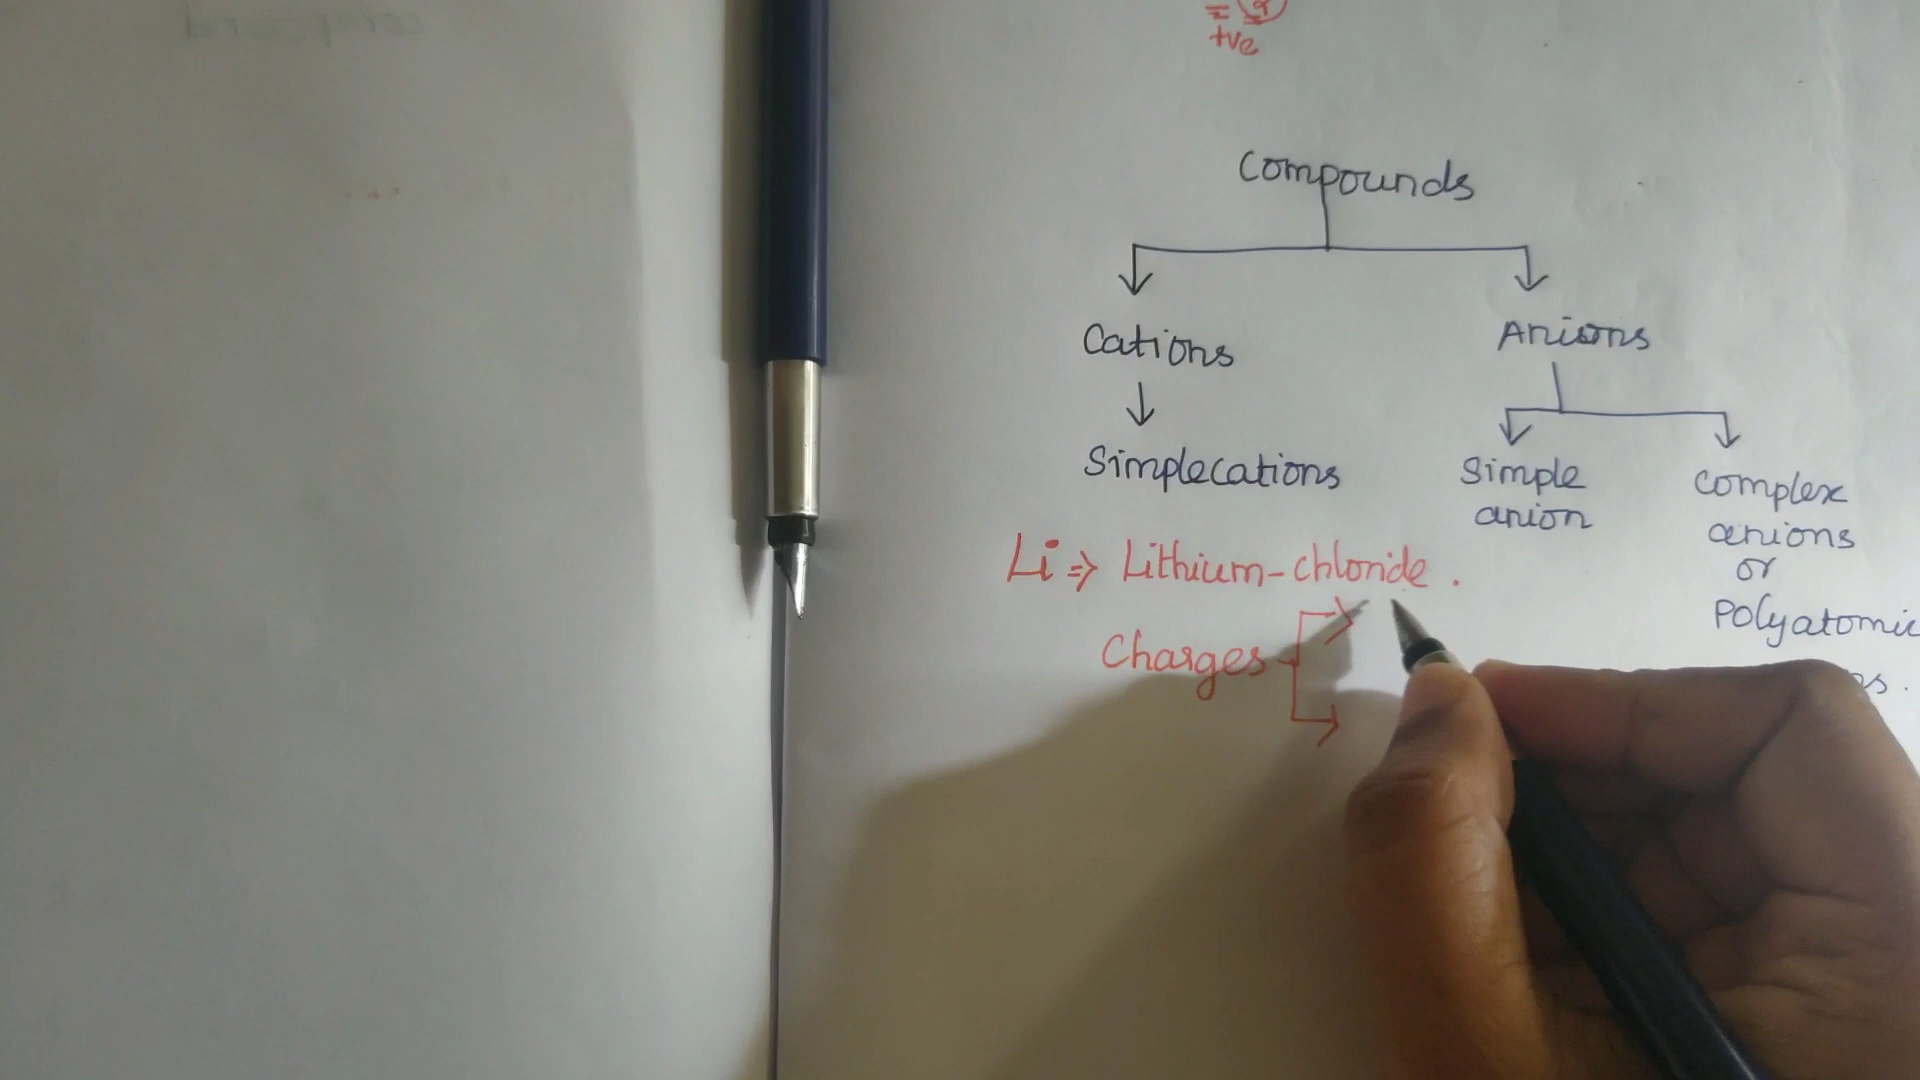 +ve
Compounds
Cations
Anions
Simplecations
Simple
anion
Complex
anions
or
Polyatomic
Li => Lithium-chloride.
Charges